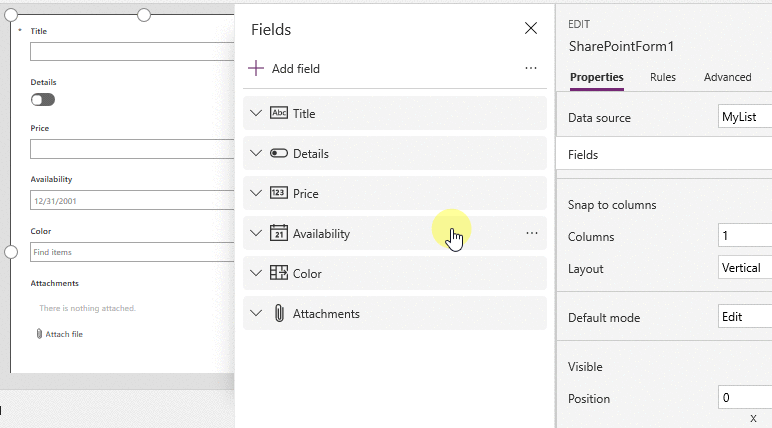 * Title
Details
Price
Availability
12/31/2001
Color
Find items
Attachments
There is nothing attached.
Attach file
Fields
Add field
...
Abc Title
Details
123 Price
21 Availability
...
Color
Attachments
EDIT
SharePointForm1
Properties Rules Advanced
Data source MyList
Fields
Snap to columns
Columns 1
Layout Vertical
Default mode Edit
Visible
Position 0
X